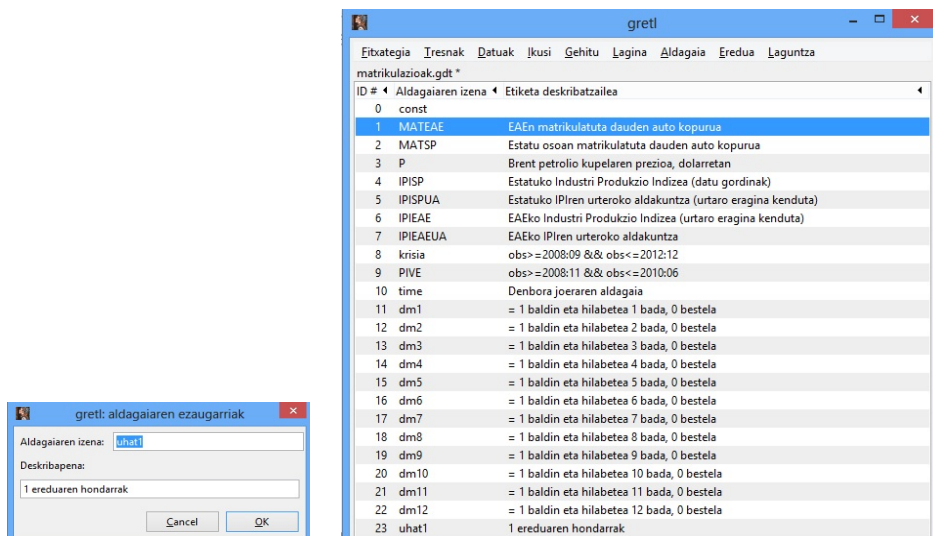 gretl
Fitxategia Tresnak Datuak Ikusi Gehitu Lagina Aldagaia Eredua Laguntza
matrikulazioak.gdt *
ID # Aldagaiaren izena Etiketa deskribatzailea
0 const
1 MATEAE EAEn matrikulatuta dauden auto kopurua
2 MATSP Estatu osoan matrikulatuta dauden auto kopurua
3 P Brent petrolio kupelaren prezioa, dolarretan
4 IPISP Estatuko Industri Produkzio Indizea (datu gordinak)
5 IPISPUA Estatuko IPIren urteroko aldakuntza (urtaro eragina kenduta)
6 IPIEAE EAEko Industri Produkzio Indizea (urtaro eragina kenduta)
7 IPIEAEUA EAEko IPIren urteroko aldakuntza
8 krisia obs>=2008:09 && obs<=2012:12
9 PIVE obs>=2008:11 && obs<=2010:06
10 time Denbora joeraren aldagaia
11 dm1 = 1 baldin eta hilabetea 1 bada, 0 bestela
12 dm2 = 1 baldin eta hilabetea 2 bada, 0 bestela
13 dm3 = 1 baldin eta hilabetea 3 bada, 0 bestela
14 dm4 = 1 baldin eta hilabetea 4 bada, 0 bestela
15 dm5 = 1 baldin eta hilabetea 5 bada, 0 bestela
16 dm6 = 1 baldin eta hilabetea 6 bada, 0 bestela
17 dm7 = 1 baldin eta hilabetea 7 bada, 0 bestela
18 dm8 = 1 baldin eta hilabetea 8 bada, 0 bestela
19 dm9 = 1 baldin eta hilabetea 9 bada, 0 bestela
20 dm10 = 1 baldin eta hilabetea 10 bada, 0 bestela
21 dm11 = 1 baldin eta hilabetea 11 bada, 0 bestela
22 dm12 = 1 baldin eta hilabetea 12 bada, 0 bestela
23 uhat1 1 ereduaren hondarrak
gretl: aldagaiaren ezaugarriak
Aldagaiaren izena: uhat1
Deskribapena:
1 ereduaren hondarrak
Cancel OK